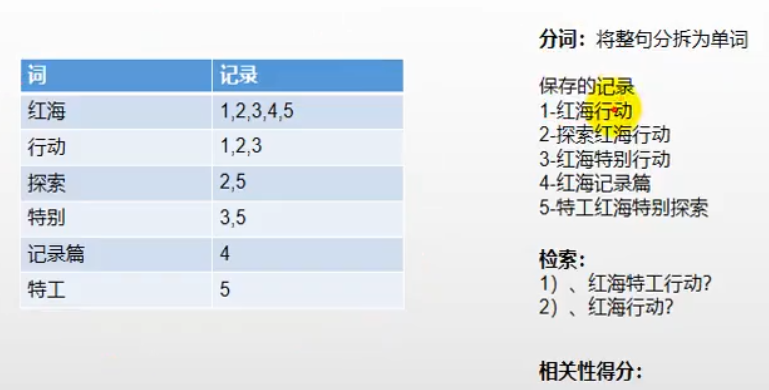 分词：将整句分拆为单词
词 记录
红海 1,2,3,4,5
行动 1,2,3
探索 2,5
特别 3,5
记录篇 4
特工 5
保存的记录
1-红海行动
2-探索红海行动
3-红海特别行动
4-红海记录篇
5-特工红海特别探索
检索：
1）、红海特工行动？
2）、红海行动？
相关性得分：